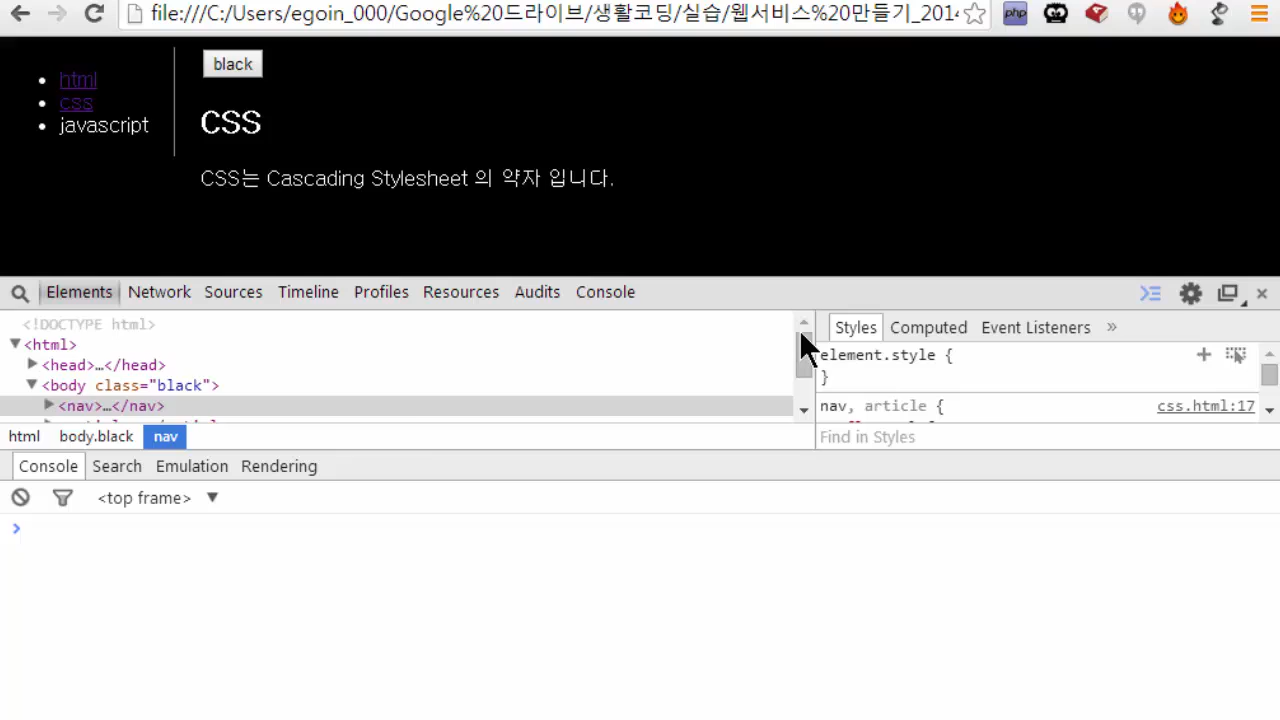 file:///C:/Users/egoin_000/Google%20드라이브/생활코딩/실습/웹서비스%20만들기_2014
php
html
css
javascript
black
CSS
CSS는 Cascading Stylesheet 의 약자 입니다.
Elements Network Sources Timeline Profiles Resources Audits Console
<!DOCTYPE html>
<html>
<head>…</head>
<body class="black">
<nav>…</nav>
html body.black nav
Styles Computed Event Listeners »
element.style {
}
nav, article { css.html:17
Find in Styles
Console Search Emulation Rendering
<top frame>